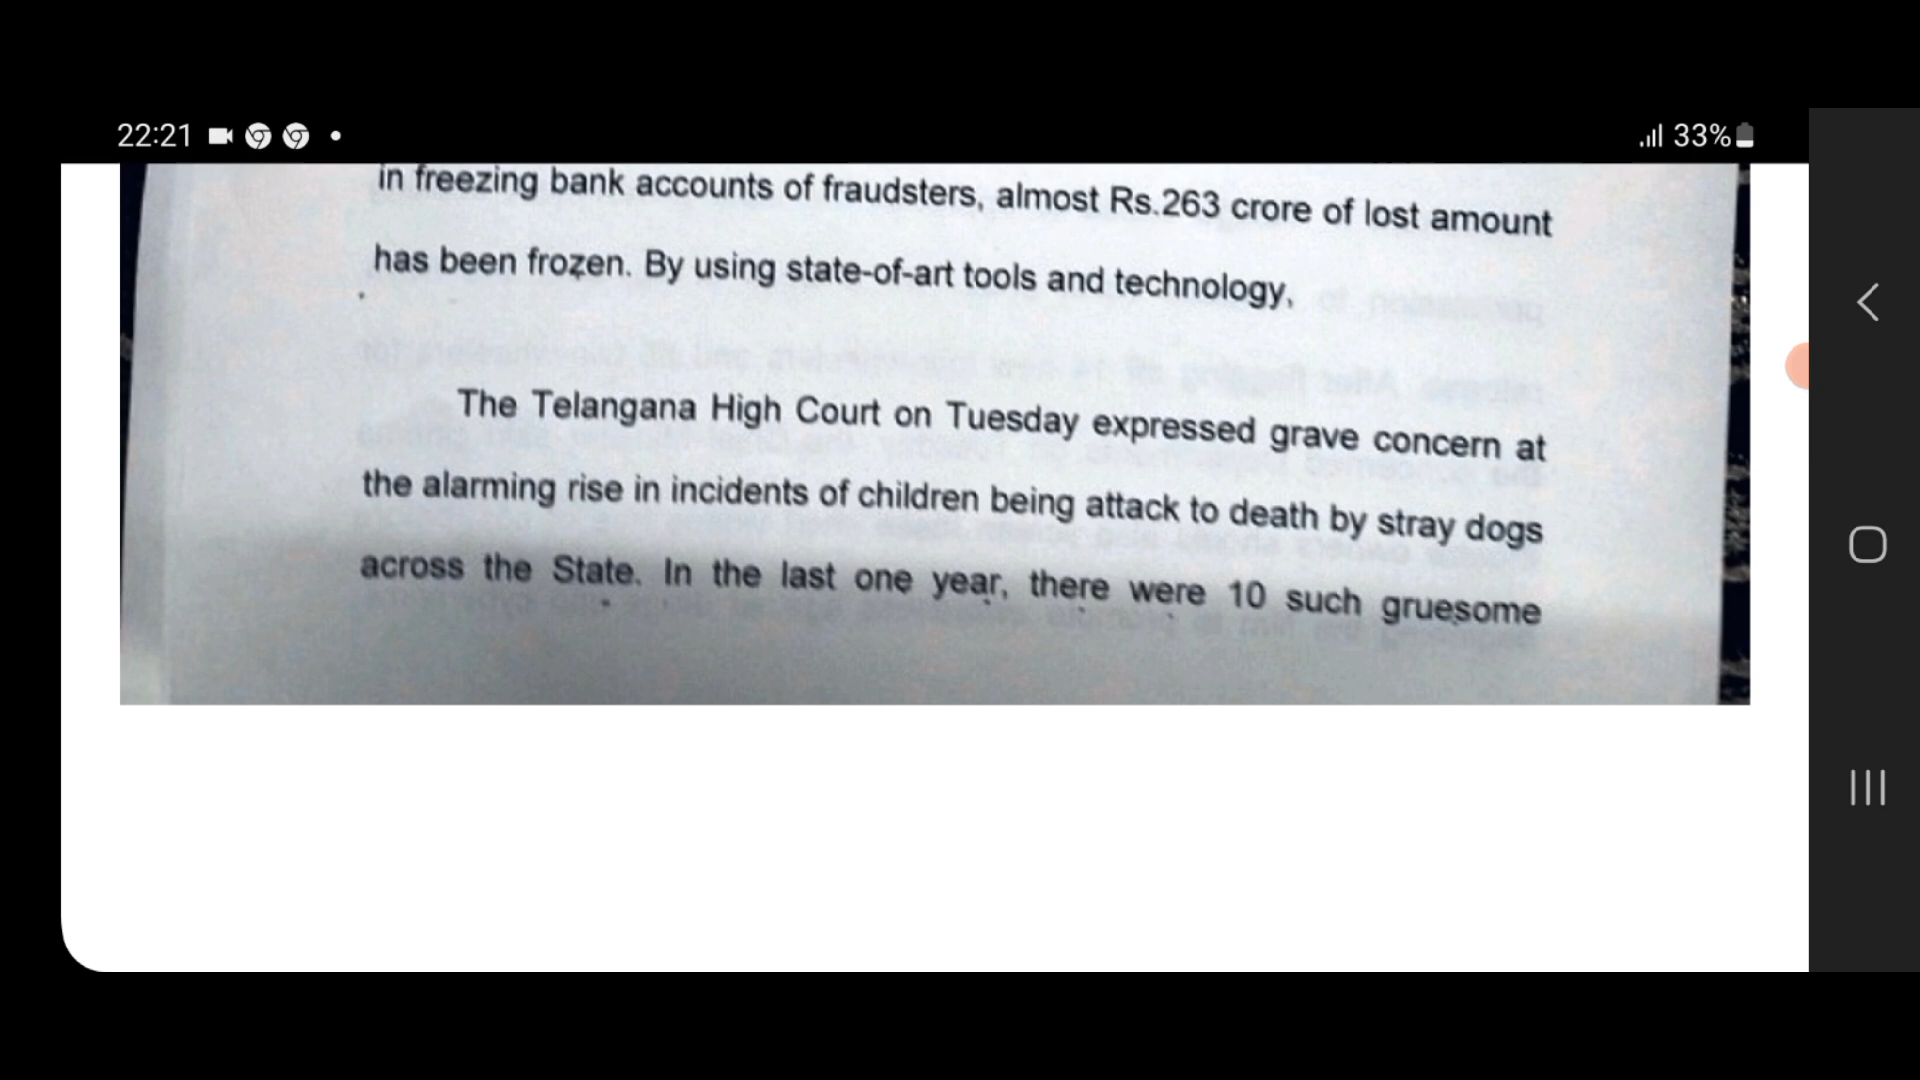 22:21
33%
in freezing bank accounts of fraudsters, almost Rs.263 crore of lost amount
has been frozen. By using state-of-art tools and technology,
The Telangana High Court on Tuesday expressed grave concern at
the alarming rise in incidents of children being attack to death by stray dogs
across the State. In the last one year, there were 10 such gruesome